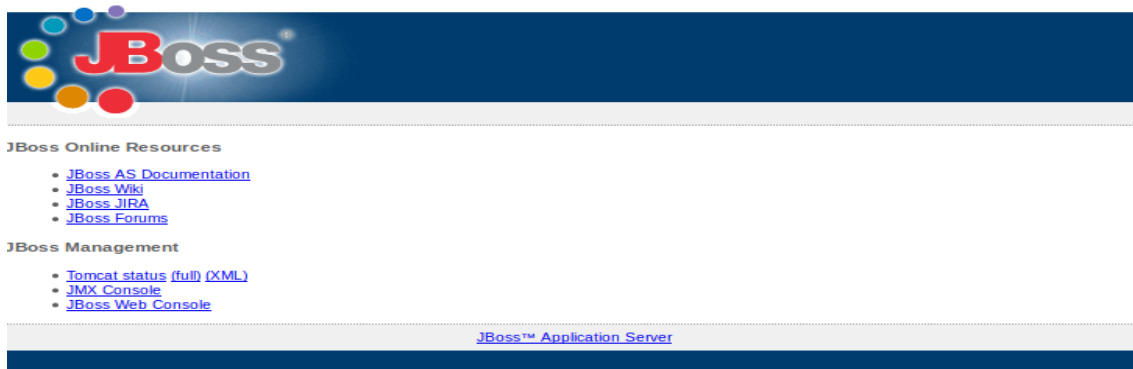 JBoss®
JBoss Online Resources
JBoss AS Documentation
JBoss Wiki
JBoss JIRA
JBoss Forums
JBoss Management
Tomcat status (full) (XML)
JMX Console
JBoss Web Console
JBoss™ Application Server